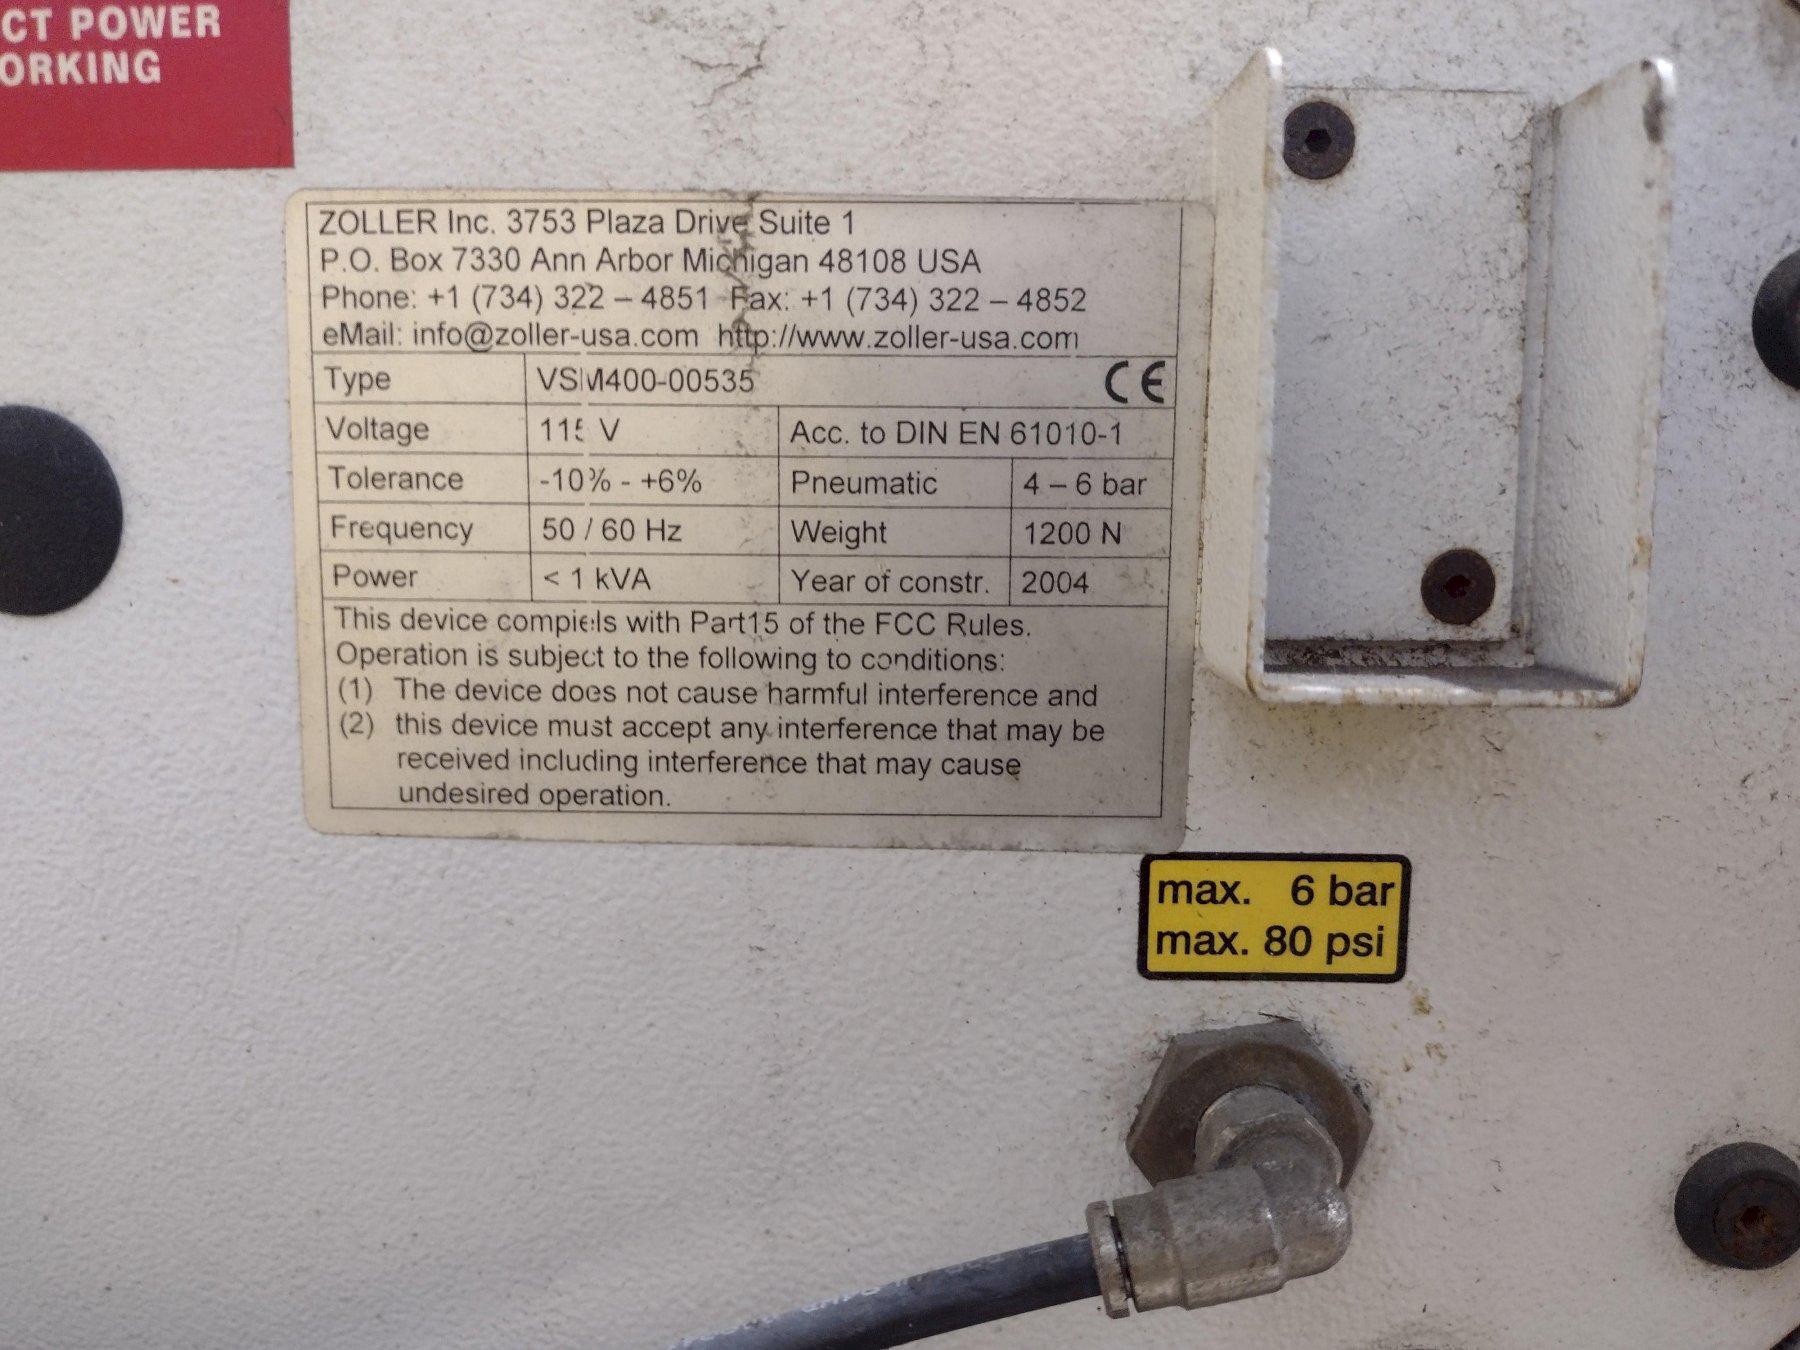 CT POWER
ORKING
ZOLLER Inc. 3753 Plaza Drive Suite 1
P.O. Box 7330 Ann Arbor Michigan 48108 USA
Phone: +1 (734) 322 – 4851 Fax: +1 (734) 322 – 4852
eMail: info@zoller-usa.com http://www.zoller-usa.com
Type VSM400-00535 CE
Voltage 115 V Acc. to DIN EN 61010-1
Tolerance -10% - +6% Pneumatic 4 – 6 bar
Frequency 50 / 60 Hz Weight 1200 N
Power < 1 kVA Year of constr. 2004
This device compiels with Part15 of the FCC Rules.
Operation is subject to the following to conditions:
(1) The device does not cause harmful interference and
(2) this device must accept any interference that may be
received including interference that may cause
undesired operation.
max. 6 bar
max. 80 psi